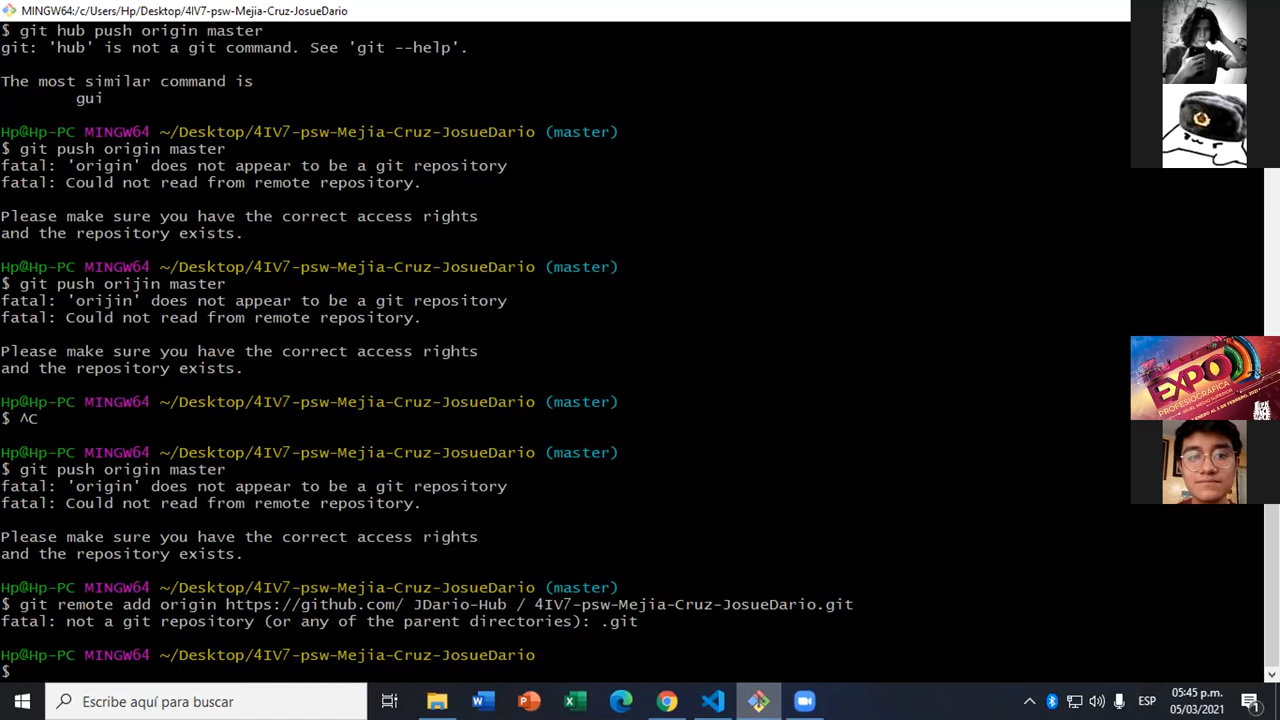 MINGW64:/c/Users/Hp/Desktop/4IV7-psw-Mejia-Cruz-JosueDario
$ git hub push origin master
git: 'hub' is not a git command. See 'git --help'.
The most similar command is
gui
Hp@Hp-PC MINGW64 ~/Desktop/4IV7-psw-Mejia-Cruz-JosueDario (master)
$ git push origin master
fatal: 'origin' does not appear to be a git repository
fatal: Could not read from remote repository.
Please make sure you have the correct access rights
and the repository exists.
Hp@Hp-PC MINGW64 ~/Desktop/4IV7-psw-Mejia-Cruz-JosueDario (master)
$ git push orijin master
fatal: 'orijin' does not appear to be a git repository
fatal: Could not read from remote repository.
Please make sure you have the correct access rights
and the repository exists.
Hp@Hp-PC MINGW64 ~/Desktop/4IV7-psw-Mejia-Cruz-JosueDario (master)
$ ^C
Hp@Hp-PC MINGW64 ~/Desktop/4IV7-psw-Mejia-Cruz-JosueDario (master)
$ git push origin master
fatal: 'origin' does not appear to be a git repository
fatal: Could not read from remote repository.
Please make sure you have the correct access rights
and the repository exists.
Hp@Hp-PC MINGW64 ~/Desktop/4IV7-psw-Mejia-Cruz-JosueDario (master)
$ git remote add origin https://github.com/ JDario-Hub / 4IV7-psw-Mejia-Cruz-JosueDario.git
fatal: not a git repository (or any of the parent directories): .git
Hp@Hp-PC MINGW64 ~/Desktop/4IV7-psw-Mejia-Cruz-JosueDario
$
EXPO
PROFESIOGRÁFICA
NIVEL MEDIO SUPERIOR
Escribe aquí para buscar
ESP
05:45 p.m.
05/03/2021
1